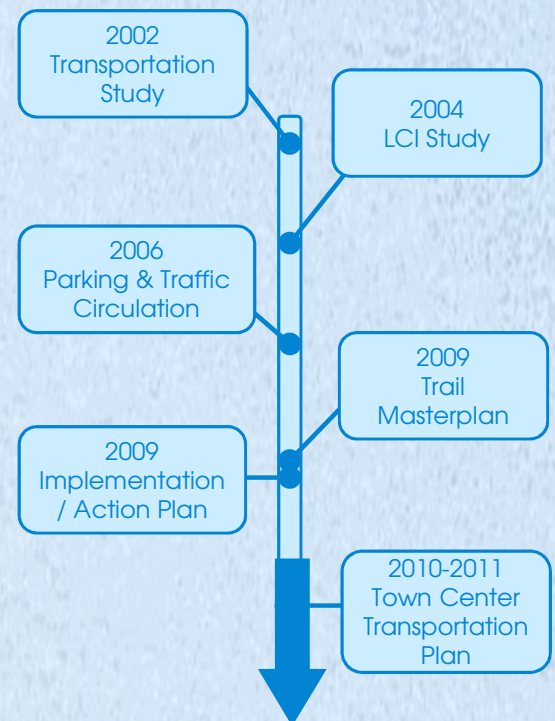 2002
Transportation
Study
2004
LCI Study
2006
Parking & Traffic
Circulation
2009
Trail
Masterplan
2009
Implementation
/ Action Plan
2010-2011
Town Center
Transportation
Plan